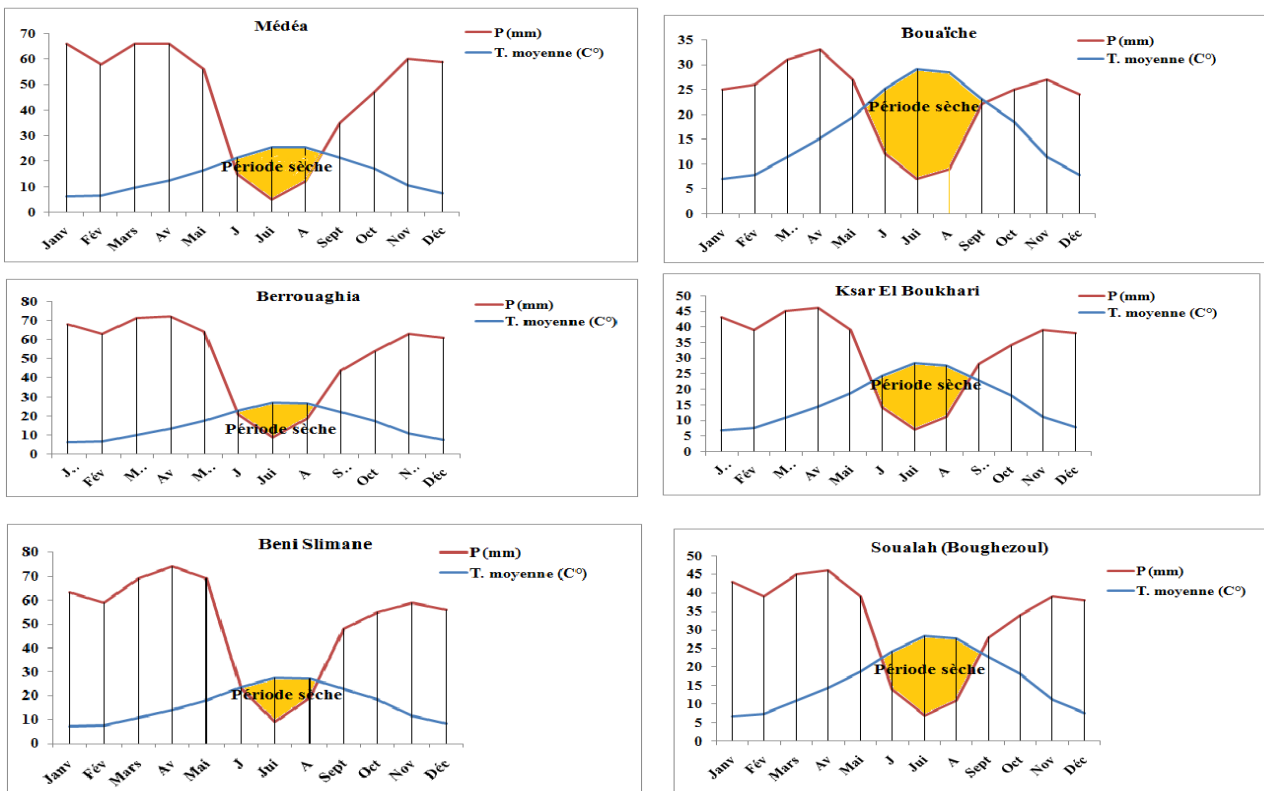 Médéa
P (mm)
T. moyenne (C°)
70
60
50
40
30
20
10
0
Période sèche
Janv Fév Mars Av Mai J Jui A Sept Oct Nov Déc
Bouaïche
P (mm)
T. moyenne (C°)
35
30
25
20
15
10
5
0
Période sèche
Janv Fév M.. Av Mai J Jui A Sept Oct Nov Déc
Berrouaghia
P (mm)
T. moyenne (C°)
80
70
60
50
40
30
20
10
0
Période sèche
J.. Fév M.. Av M.. J Jui A S.. Oct N.. Déc
Ksar El Boukhari
P (mm)
T. moyenne (C°)
50
45
40
35
30
25
20
15
10
5
0
Période sèche
J.. Fév M.. Av Mai J Jui A S.. Oct Nov Déc
Beni Slimane
P (mm)
T. moyenne (C°)
80
70
60
50
40
30
20
10
0
Période sèche
Janv Fév Mars Av Mai J Jui A Sept Oct Nov Déc
Soualah (Boughezoul)
P (mm)
T. moyenne (C°)
50
45
40
35
30
25
20
15
10
5
0
Période sèche
Janv Fév Mars Av Mai J Jui A Sept Oct Nov Déc